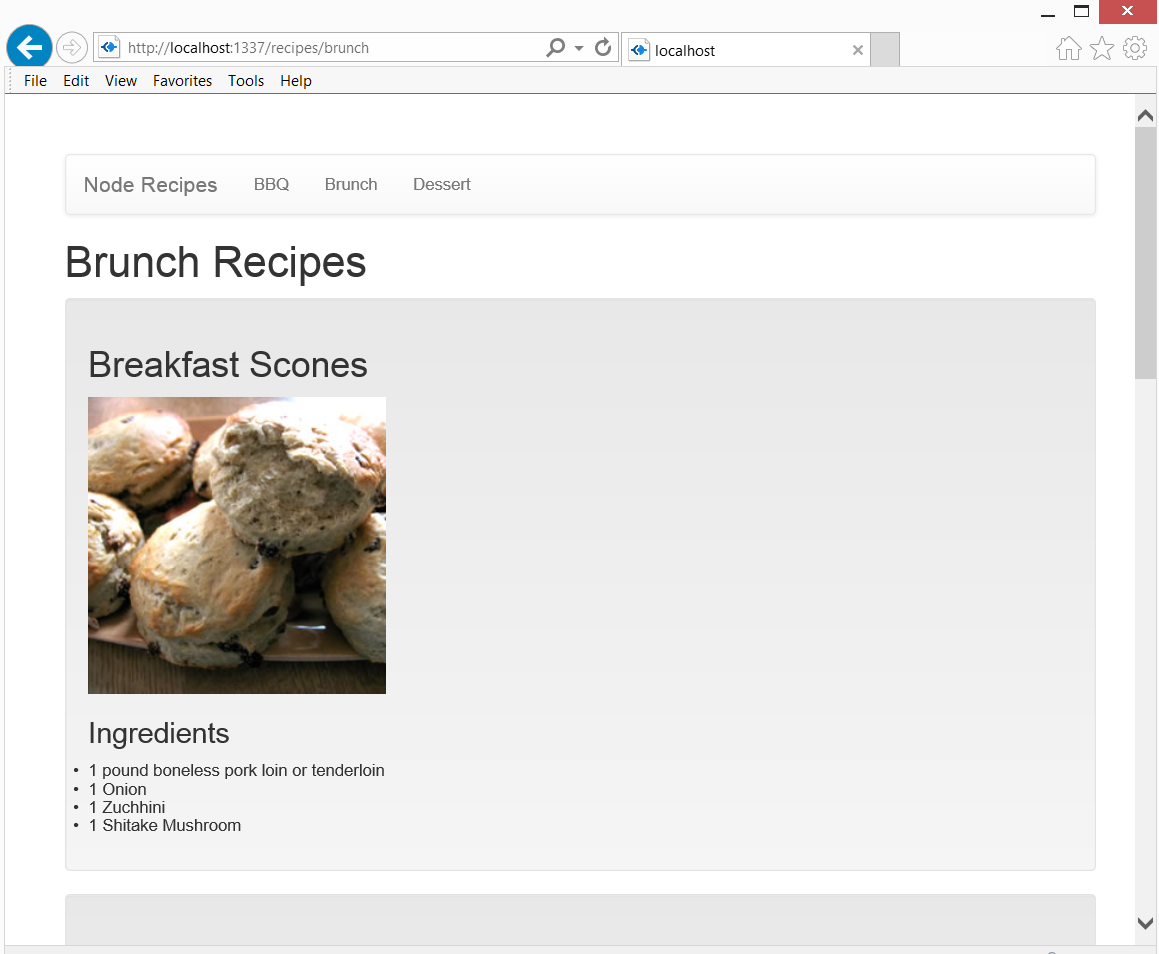 http://localhost:1337/recipes/brunch
localhost
File Edit View Favorites Tools Help
Node Recipes BBQ Brunch Dessert
Brunch Recipes
Breakfast Scones
Ingredients
• 1 pound boneless pork loin or tenderloin
• 1 Onion
• 1 Zuchhini
• 1 Shitake Mushroom